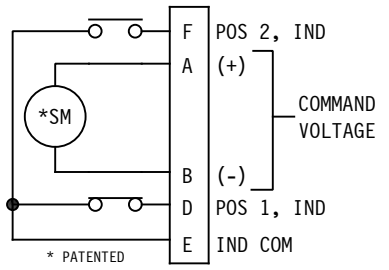 F POS 2, IND
A (+)
*SM
COMMAND
VOLTAGE
B (-)
D POS 1, IND
E IND COM
* PATENTED